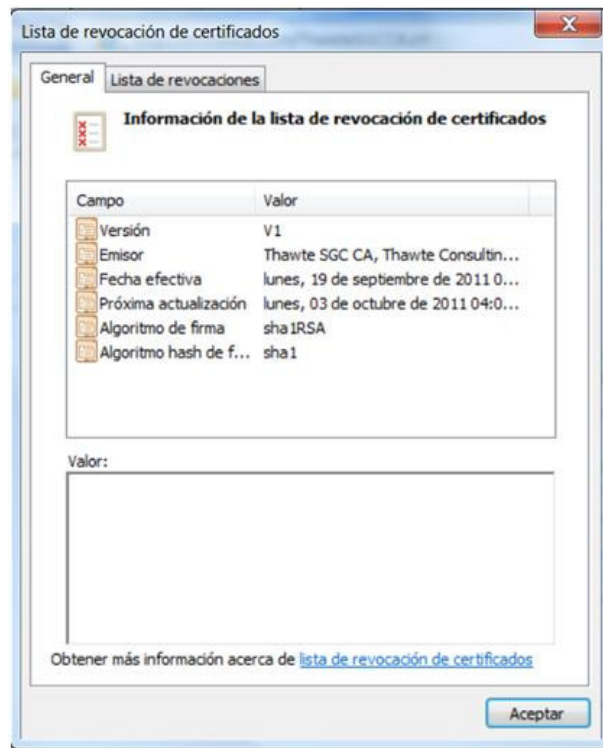 Lista de revocación de certificados
General Lista de revocaciones
Información de la lista de revocación de certificados
Campo Valor
Versión V1
Emisor Thawte SGC CA, Thawte Consultin...
Fecha efectiva lunes, 19 de septiembre de 2011 0...
Próxima actualización lunes, 03 de octubre de 2011 04:0...
Algoritmo de firma sha1RSA
Algoritmo hash de f... sha1
Valor:
Obtener más información acerca de lista de revocación de certificados
Aceptar